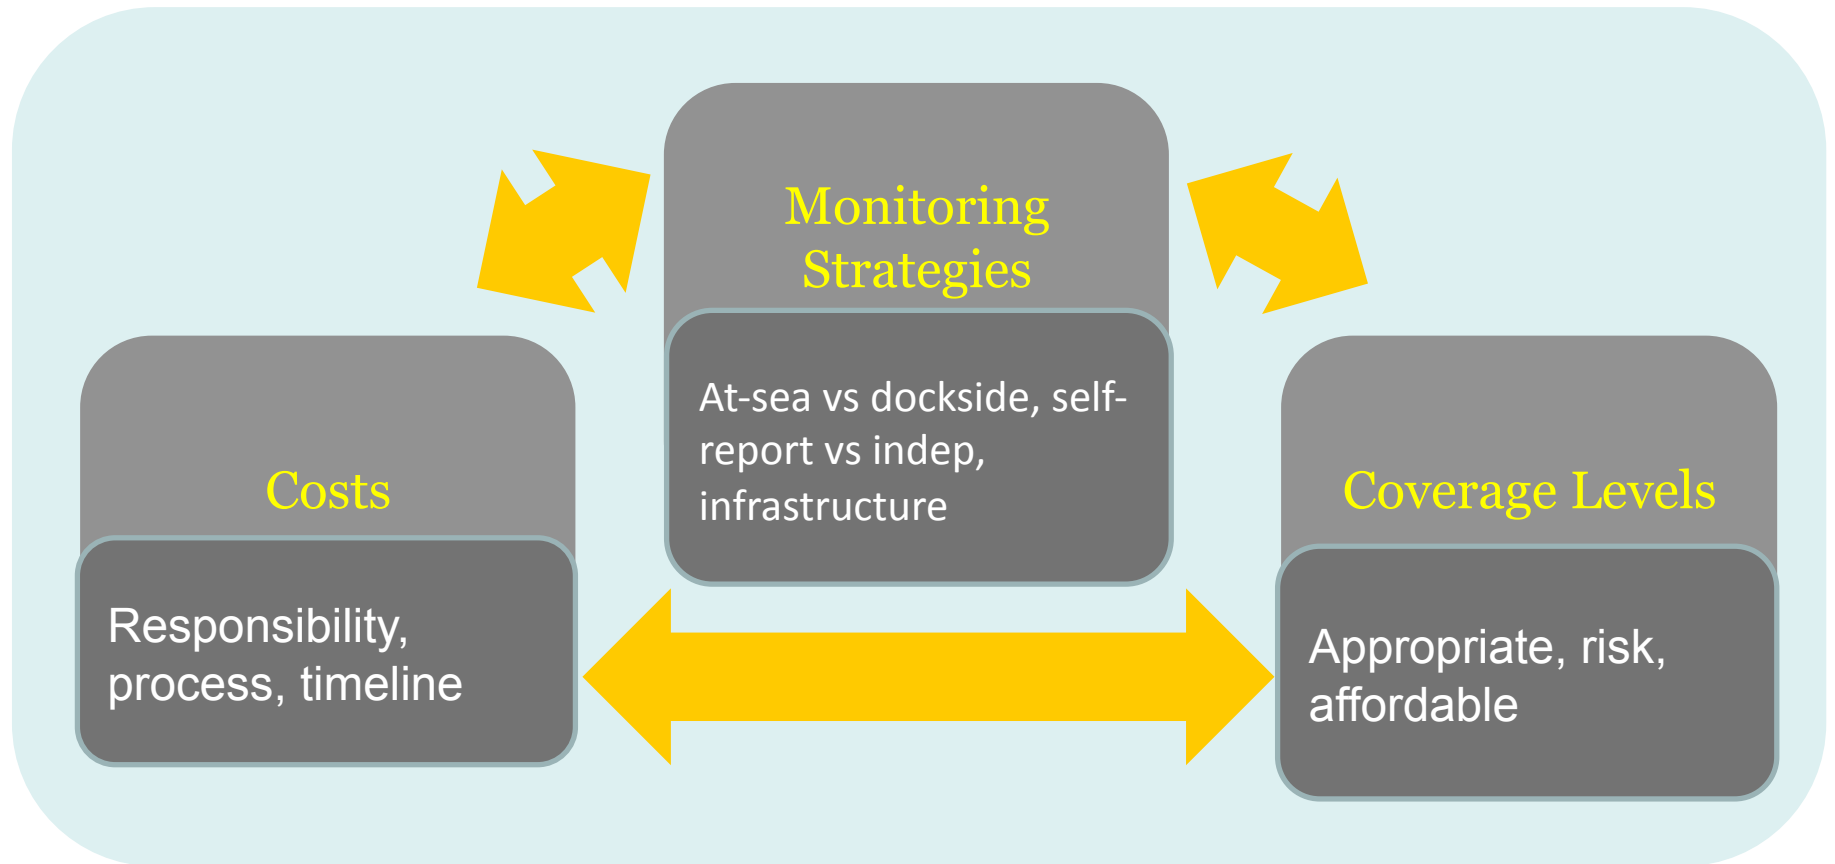 Monitoring
Strategies
At-sea vs dockside, self-
report vs indep,
infrastructure
Costs
Responsibility,
process, timeline
Coverage Levels
Appropriate, risk,
affordable